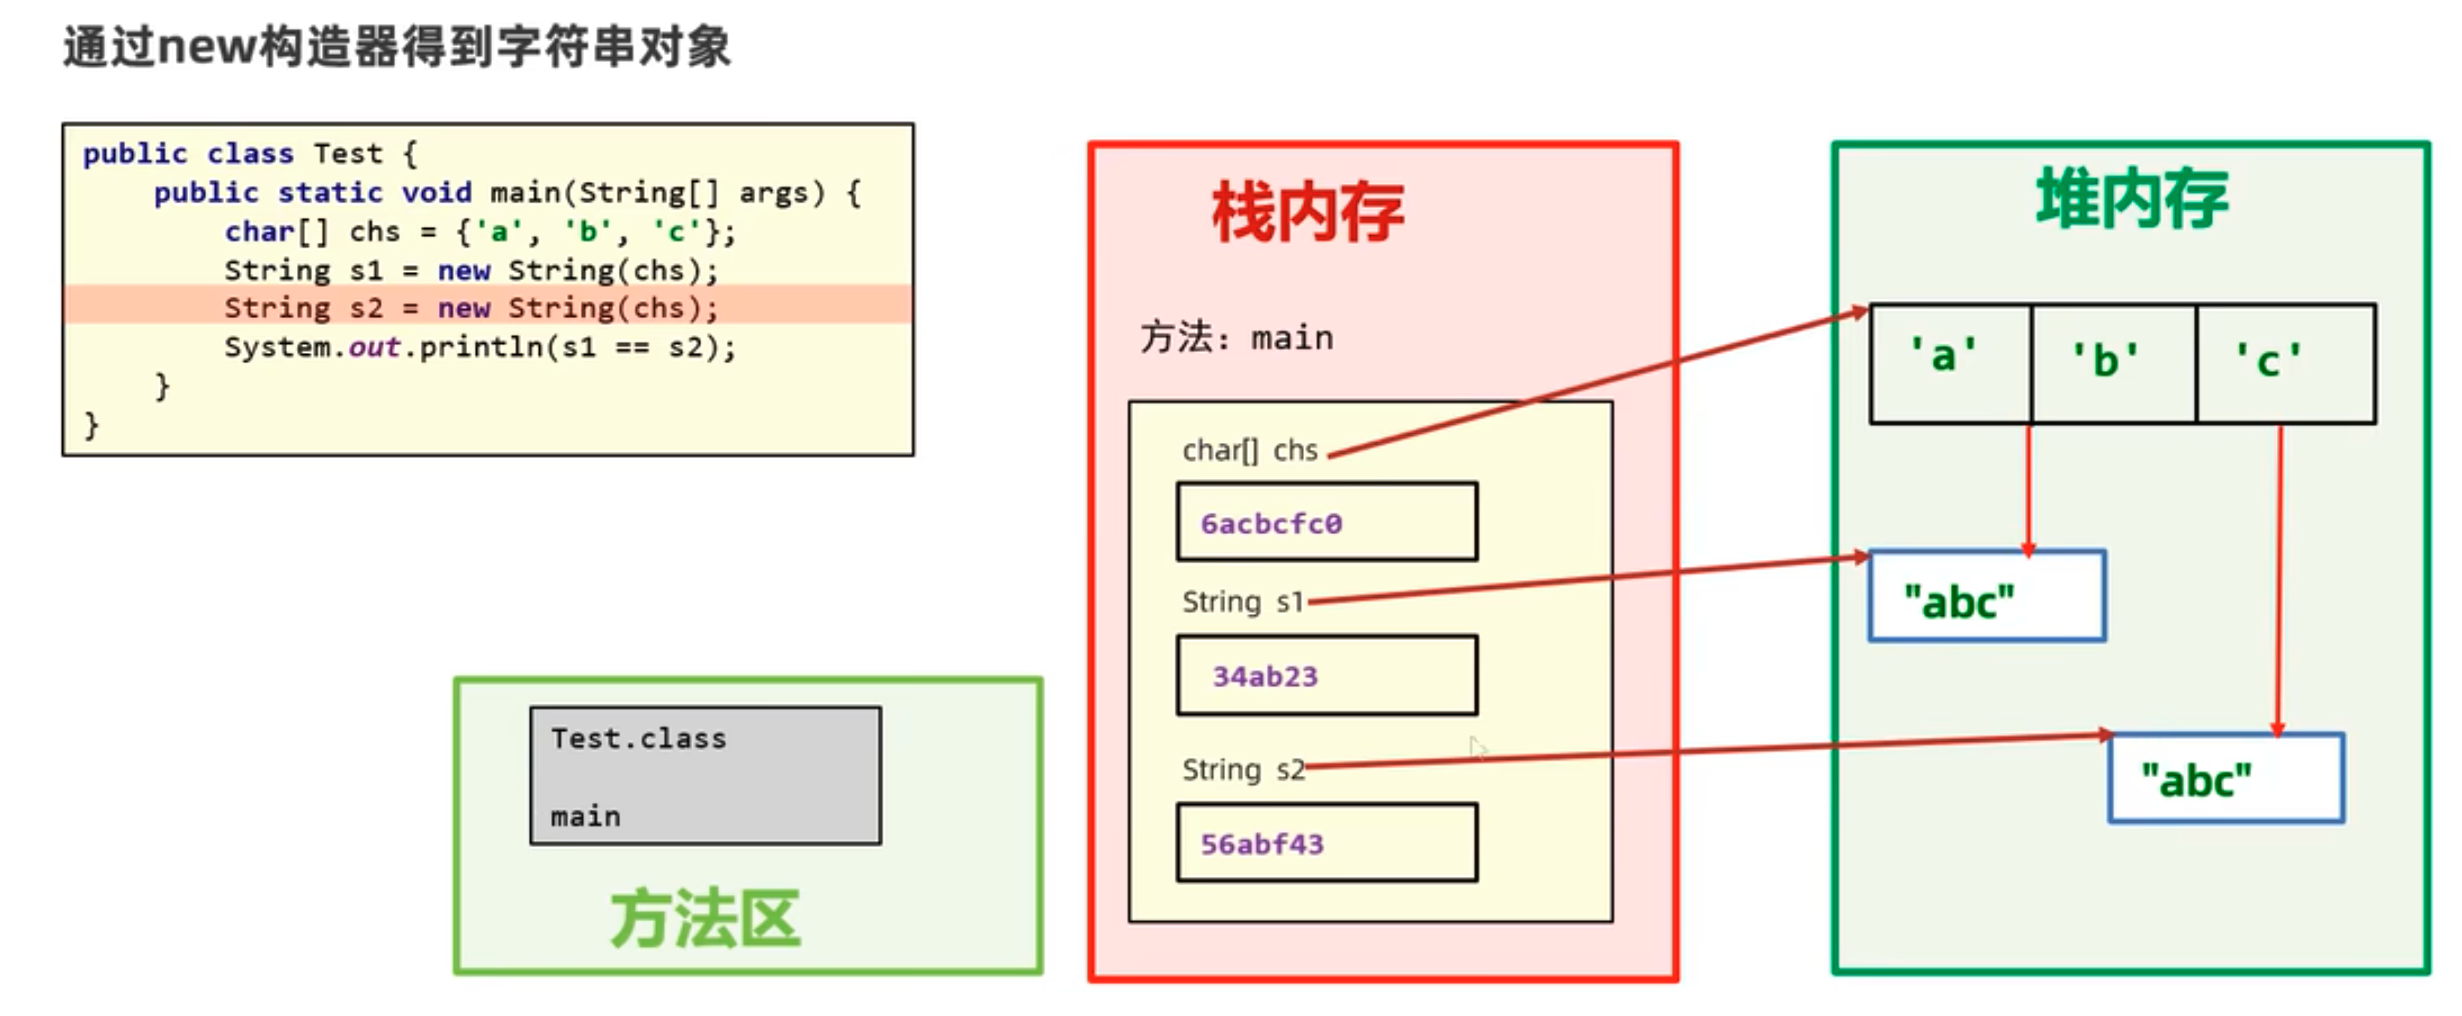 通过new构造器得到字符串对象
public class Test {
    public static void main(String[] args) {
        char[] chs = {'a', 'b', 'c'};
        String s1 = new String(chs);
        String s2 = new String(chs);
        System.out.println(s1 == s2);
    }
}
Test.class
main
方法区
栈内存
方法：main
char[] chs
6acbcfc0
String s1
34ab23
String s2
56abf43
堆内存
'a' 'b' 'c'
"abc"
"abc"